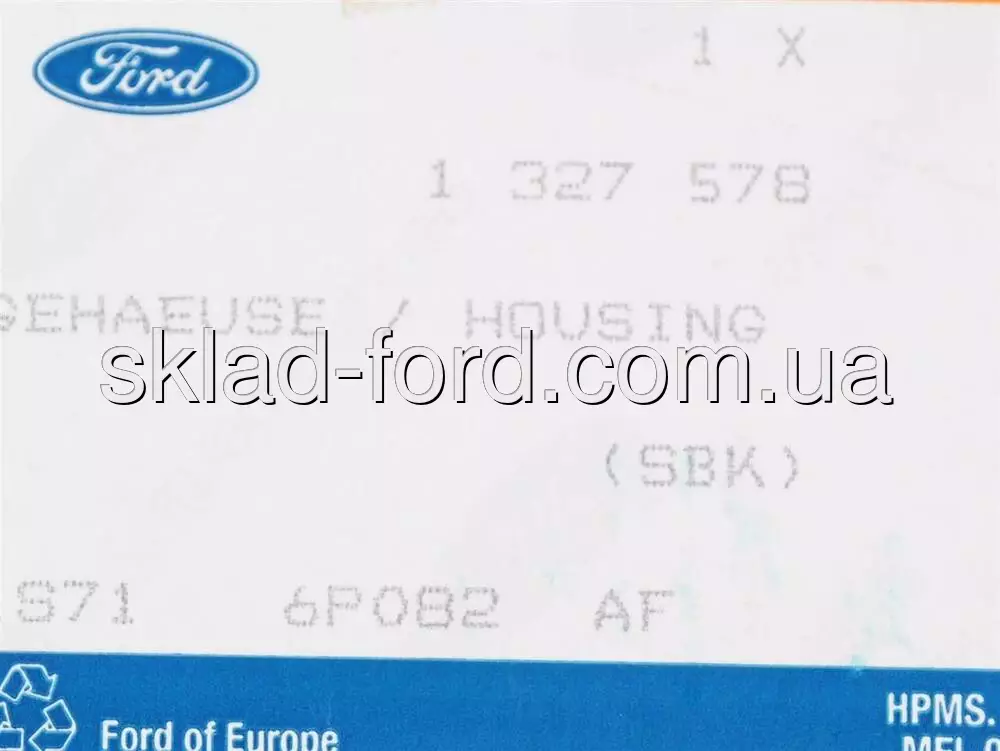 Ford
1 X
1 327 578
GEHAEUSE / HOUSING
sklad-ford.com.ua
(SBK)
S71 6P082 AF
Ford of Europe
HPMS.